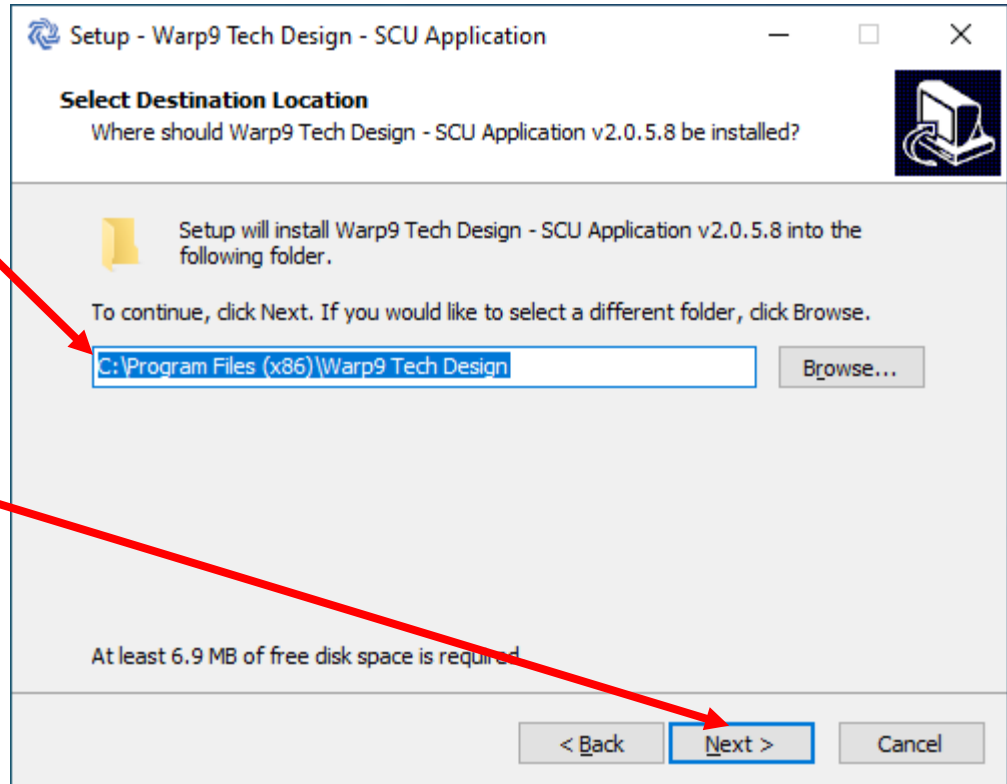 Setup - Warp9 Tech Design - SCU Application
Select Destination Location
Where should Warp9 Tech Design - SCU Application v2.0.5.8 be installed?
Setup will install Warp9 Tech Design - SCU Application v2.0.5.8 into the
following folder.
To continue, click Next. If you would like to select a different folder, click Browse.
C:\Program Files (x86)\Warp9 Tech Design
Browse...
At least 6.9 MB of free disk space is required
< Back
Next >
Cancel